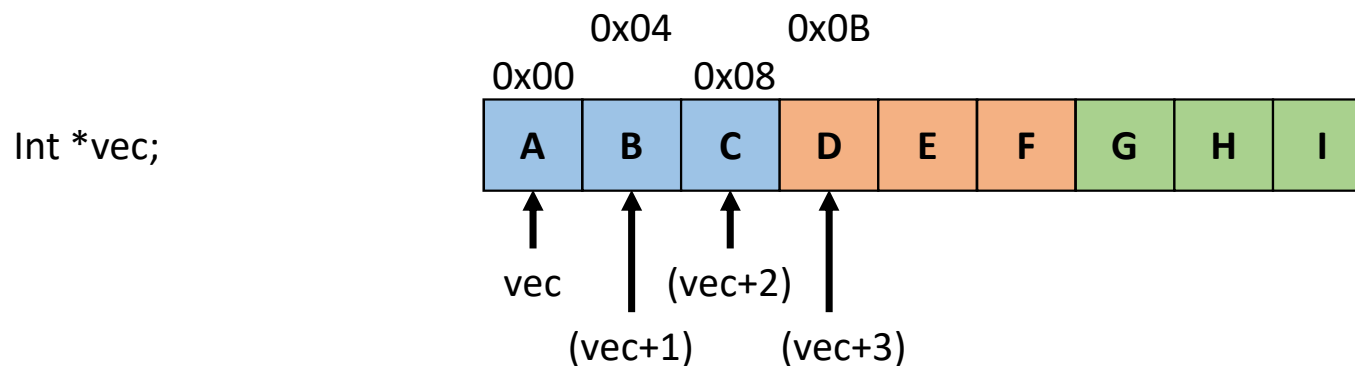 0x04 0x0B
0x00 0x08
Int *vec;
A B C D E F G H I
vec (vec+2)
(vec+1) (vec+3)